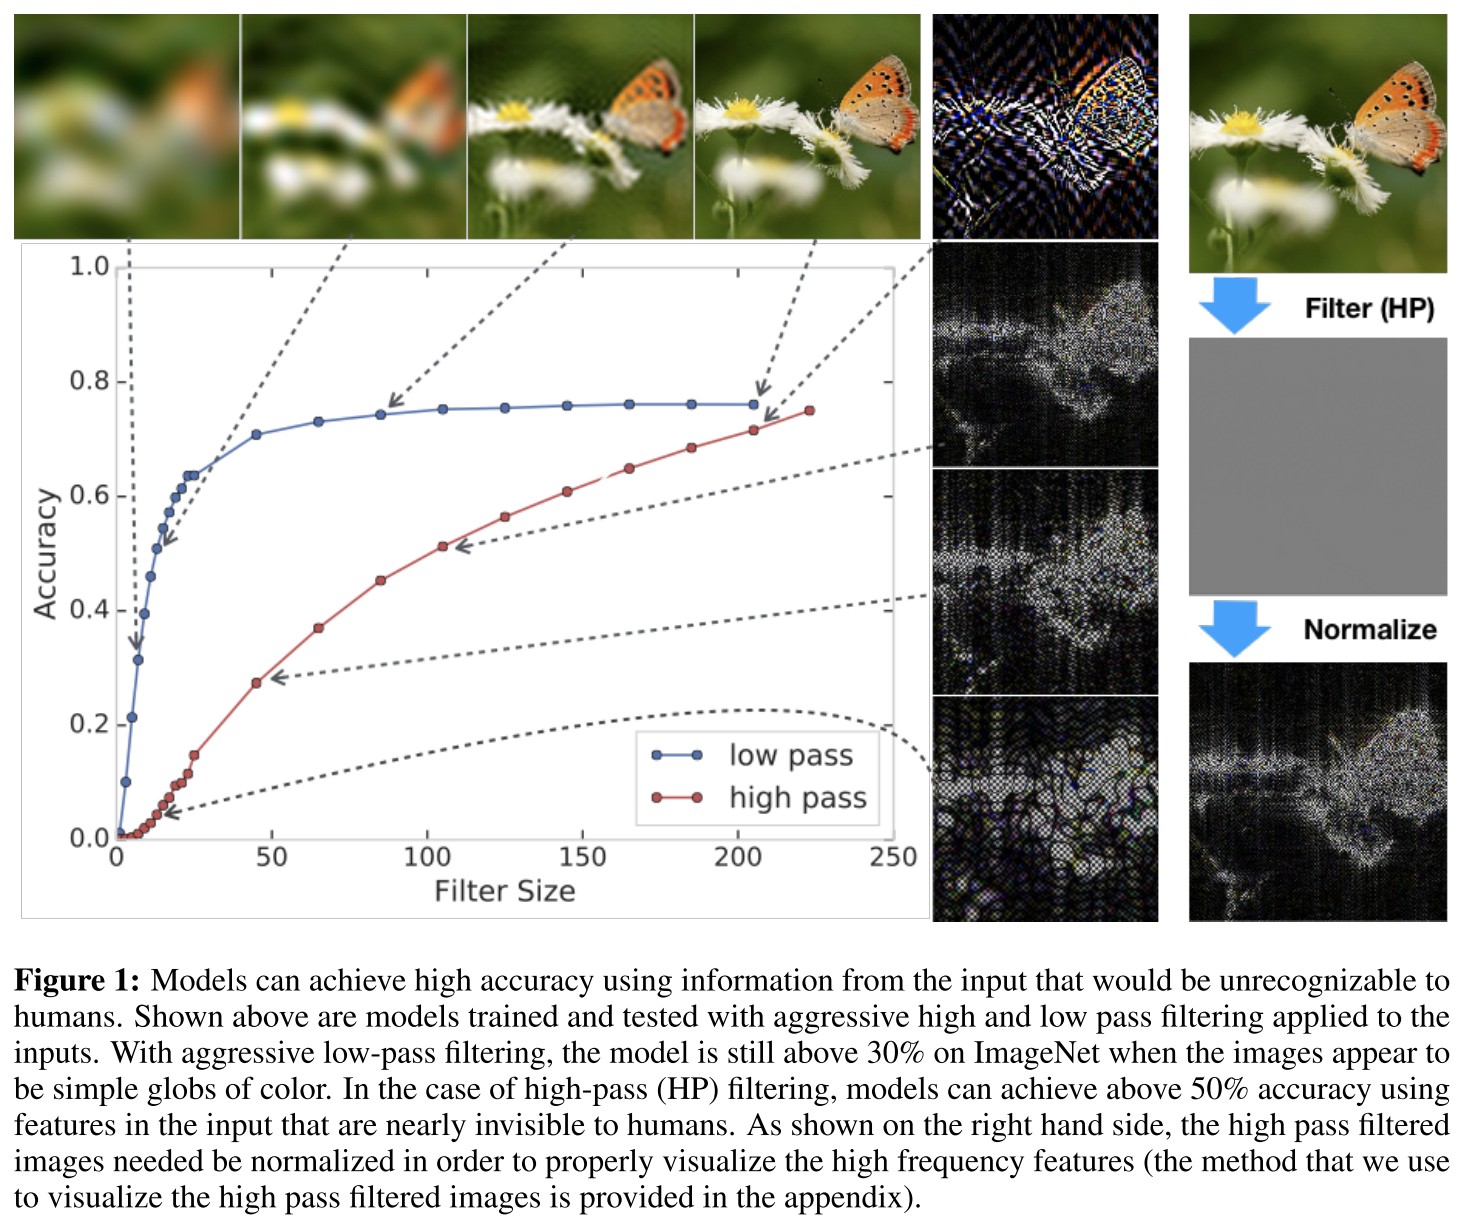 1.0
0.8
0.6
0.4
0.2
0.0
Accuracy
0 50 100 150 200 250
Filter Size
low pass
high pass
Filter (HP)
Normalize
Figure 1: Models can achieve high accuracy using information from the input that would be unrecognizable to
humans. Shown above are models trained and tested with aggressive high and low pass filtering applied to the
inputs. With aggressive low-pass filtering, the model is still above 30% on ImageNet when the images appear to
be simple globs of color. In the case of high-pass (HP) filtering, models can achieve above 50% accuracy using
features in the input that are nearly invisible to humans. As shown on the right hand side, the high pass filtered
images needed be normalized in order to properly visualize the high frequency features (the method that we use
to visualize the high pass filtered images is provided in the appendix).